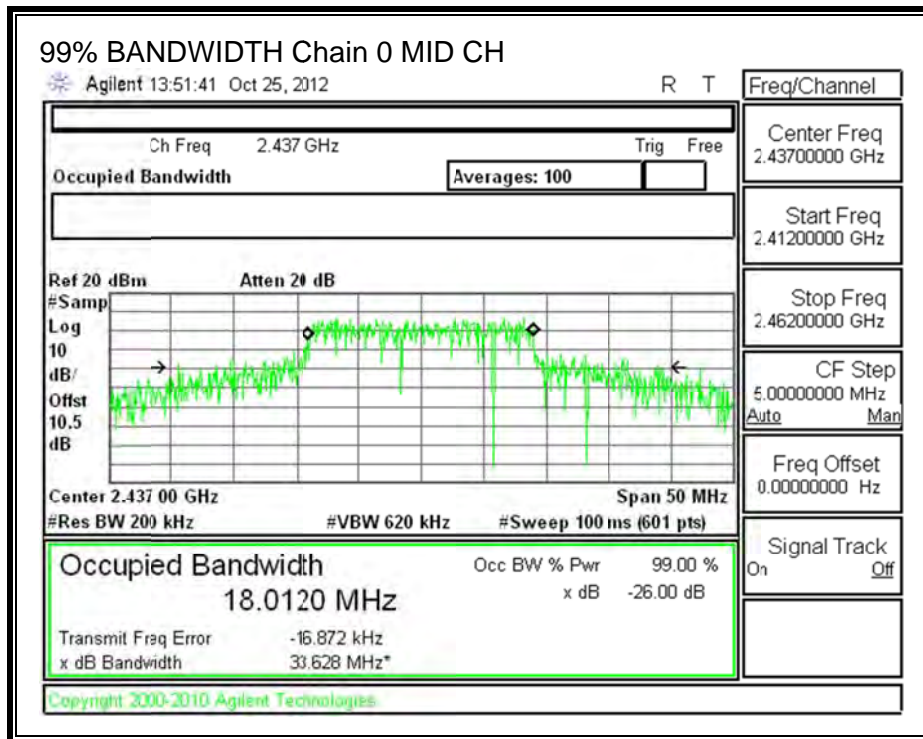 99% BANDWIDTH Chain 0 MID CH
Agilent 13:51:41 Oct 25, 2012 R T
Freq/Channel
Ch Freq 2.437 GHz Trig Free
Occupied Bandwidth Averages: 100
Center Freq
2.43700000 GHz
Start Freq
2.41200000 GHz
Stop Freq
2.46200000 GHz
CF Step
5.00000000 MHz
Auto Man
Freq Offset
0.00000000 Hz
Signal Track
On Off
Ref 20 dBm Atten 20 dB
#Samp
Log
10
dB/
Offst
10.5
dB
Center 2.437 00 GHz Span 50 MHz
#Res BW 200 kHz #VBW 620 kHz #Sweep 100 ms (601 pts)
Occupied Bandwidth
18.0120 MHz
Occ BW % Pwr 99.00 %
x dB -26.00 dB
Transmit Freq Error -16.872 kHz
x dB Bandwidth 33.628 MHz*
Copyright 2000-2010 Agilent Technologies